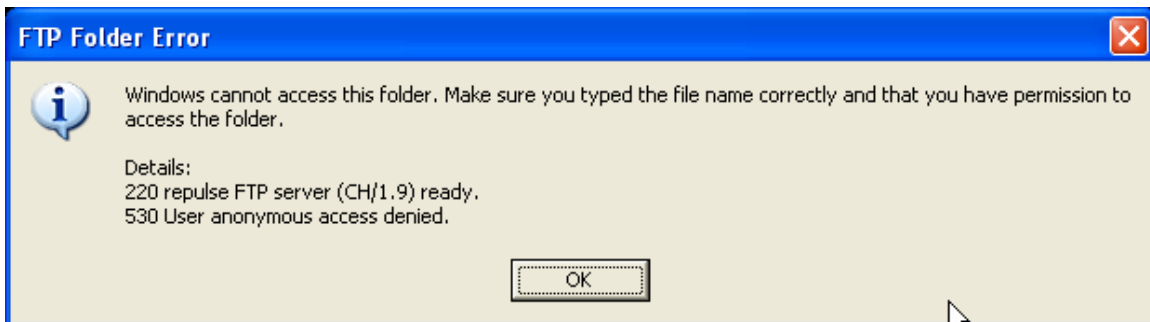 FTP Folder Error
Windows cannot access this folder. Make sure you typed the file name correctly and that you have permission to
access the folder.
Details:
220 repulse FTP server (CH/1.9) ready.
530 User anonymous access denied.
OK